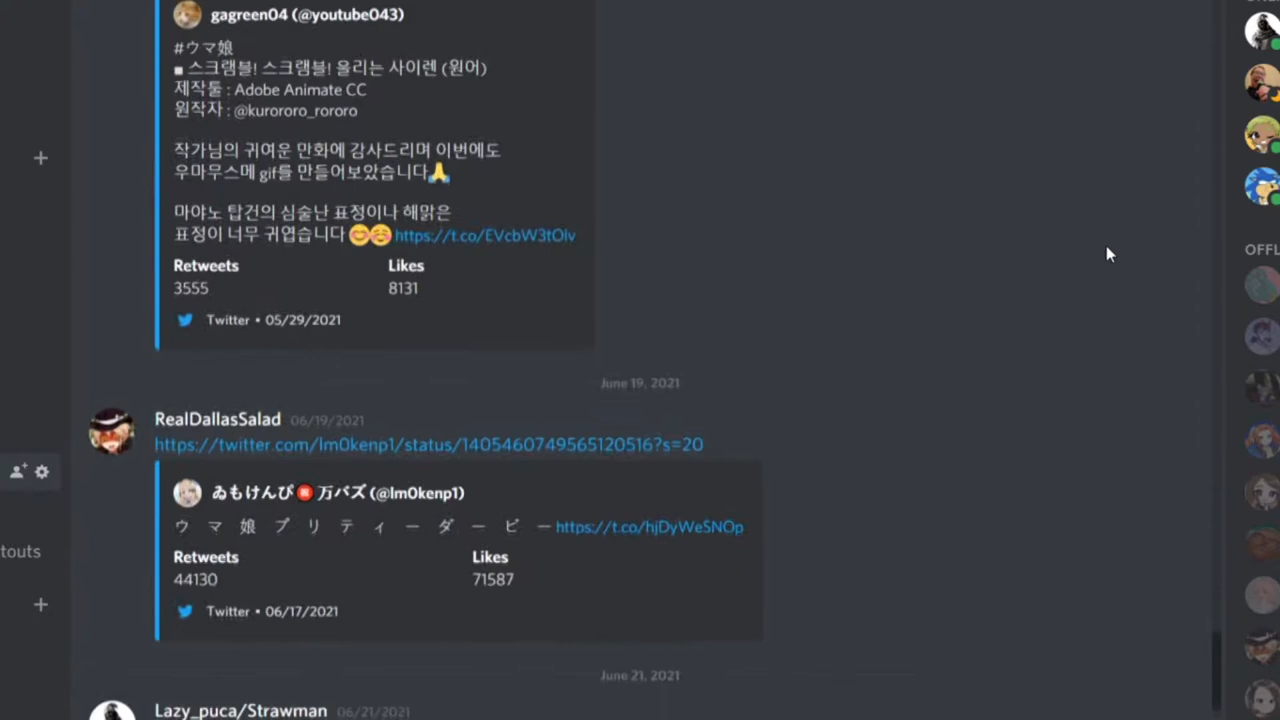 gagreen04 (@youtube043)
#ウマ娘
■ 스크램블! 스크램블! 울리는 사이렌 (원어)
제작툴 : Adobe Animate CC
원작자 : @kurororo_rororo
작가님의 귀여운 만화에 감사드리며 이번에도
우마무스메 gif를 만들어보았습니다🙏
마야노 탑건의 심술난 표정이나 해맑은
표정이 너무 귀엽습니다😊☺️ https://t.co/EVcbW3tOlv
Retweets Likes
3555 8131
Twitter • 05/29/2021
OFFL
June 19, 2021
RealDallasSalad 06/19/2021
https://twitter.com/lm0kenp1/status/1405460749565120516?s=20
ゐもけんぴ🈵万バズ (@lm0kenp1)
ウ マ 娘 プ リ テ ィ ー ダ ー ビ ー https://t.co/hjDyWeSNOp
Retweets Likes
44130 71587
Twitter • 06/17/2021
touts
June 21, 2021
Lazy_puca/Strawman 06/21/2021